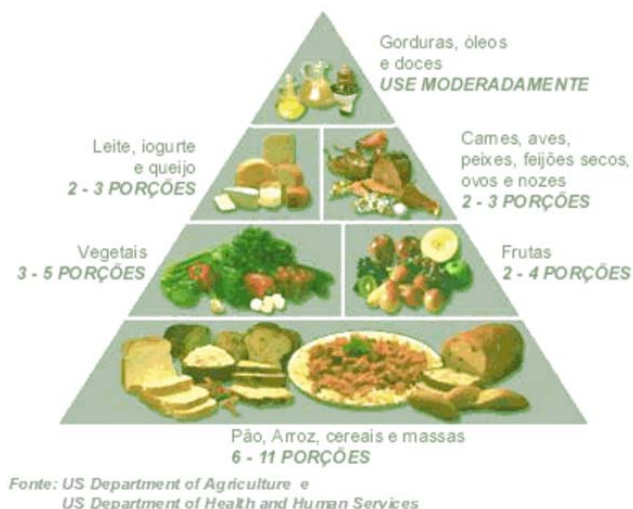 Gorduras, óleos
e doces
USE MODERADAMENTE
Leite, iogurte
e queijo
2 - 3 PORÇÕES
Carnes, aves,
peixes, feijões secos,
ovos e nozes
2 - 3 PORÇÕES
Vegetais
3 - 5 PORÇÕES
Frutas
2 - 4 PORÇÕES
Pão, Arroz, cereais e massas
6 - 11 PORÇÕES
Fonte: US Department of Agriculture e
US Department of Health and Human Services